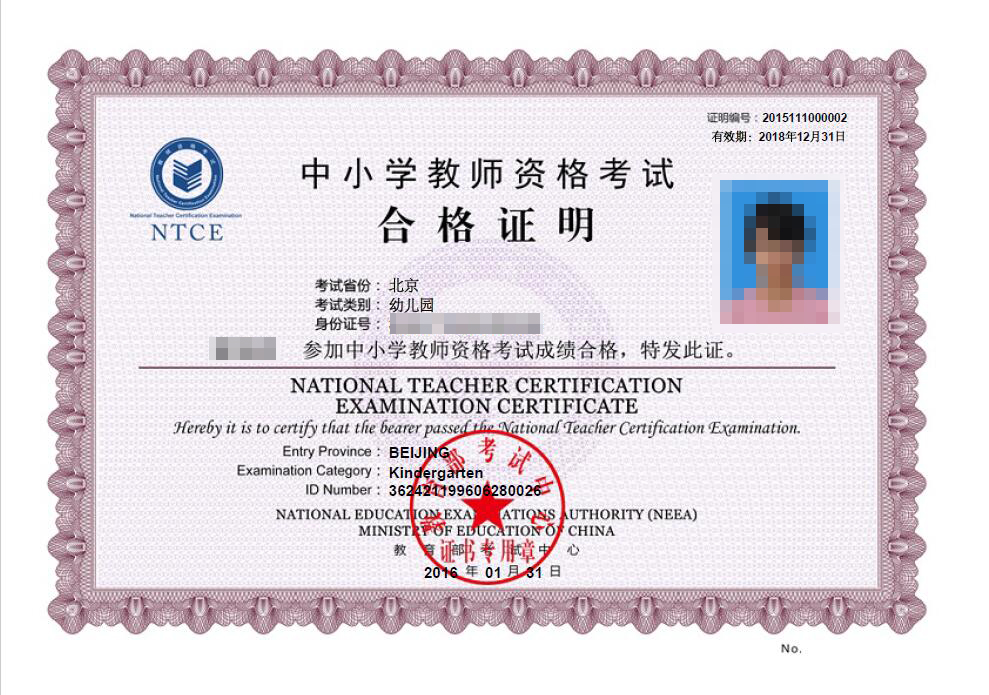 证明编号：2015111000002
有效期：2018年12月31日
National Teacher Certification Examination
NTCE
中小学教师资格考试
合格证明
考试省份：北京
考试类别：幼儿园
身份证号：
参加中小学教师资格考试成绩合格，特发此证。
NATIONAL TEACHER CERTIFICATION
EXAMINATION CERTIFICATE
Hereby it is to certify that the bearer passed the National Teacher Certification Examination.
Entry Province：BEIJING
Examination Category：Kindergarten
ID Number：362421199606280026
NATIONAL EDUCATION EXAMINATIONS AUTHORITY (NEEA)
MINISTRY OF EDUCATION OF CHINA
教育部考试中心
2016 年 01 月 31 日
教育部考试中心
证书专用章
No.